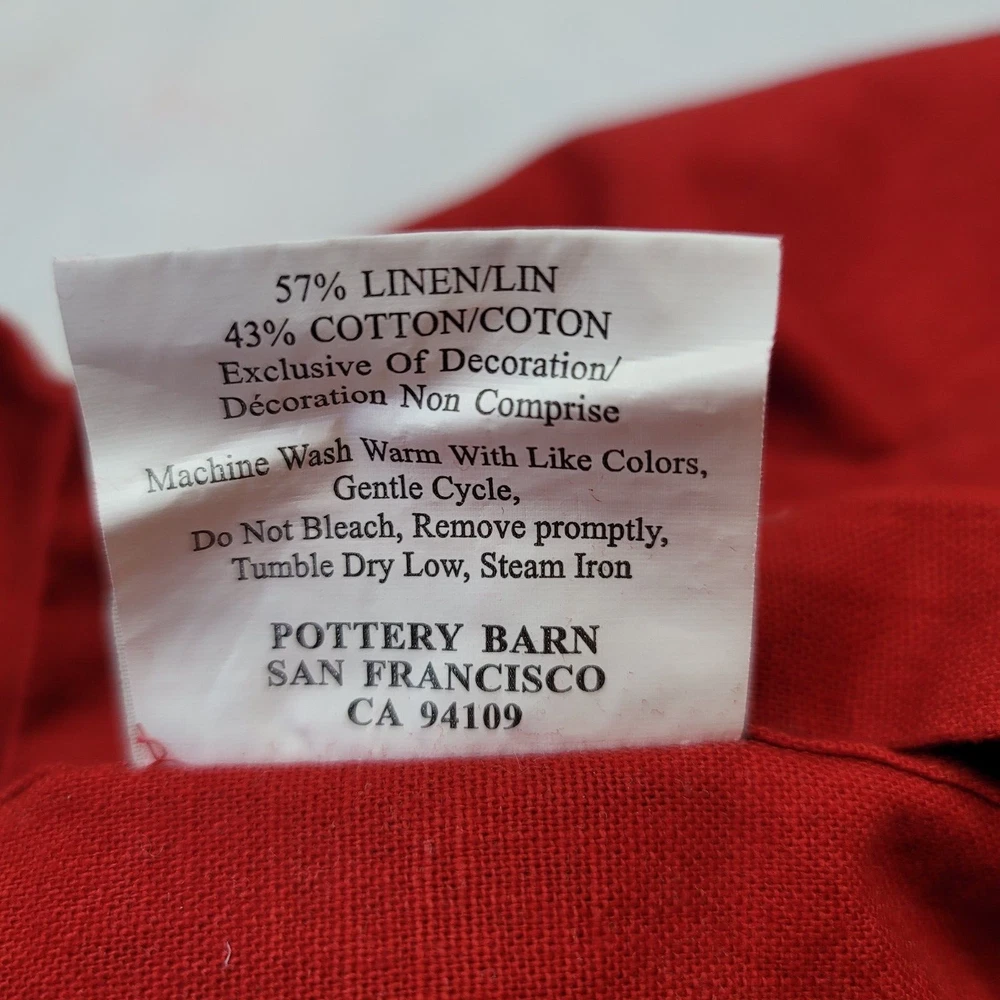 57% LINEN/LIN
43% COTTON/COTON
Exclusive Of Decoration/
Décoration Non Comprise
Machine Wash Warm With Like Colors,
Gentle Cycle,
Do Not Bleach, Remove promptly,
Tumble Dry Low, Steam Iron
POTTERY BARN
SAN FRANCISCO
CA 94109